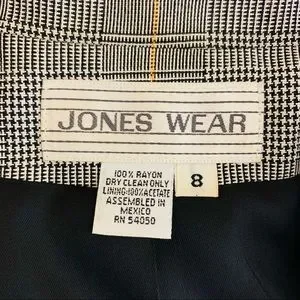 JONES WEAR
8
100% RAYON
DRY CLEAN ONLY
LINING-100% ACETATE
ASSEMBLED IN
MEXICO
RN 54050